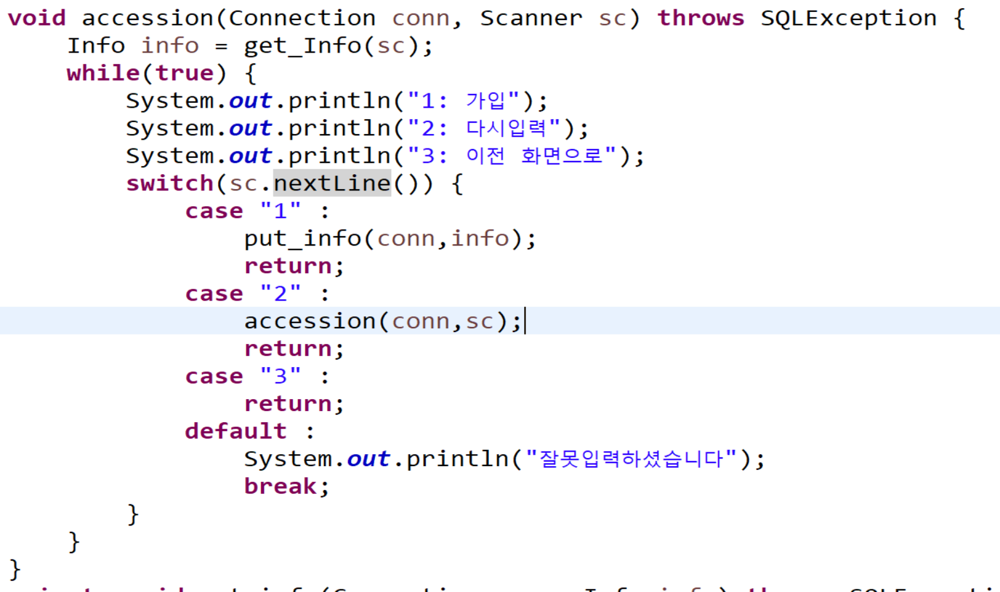 void accession(Connection conn, Scanner sc) throws SQLException {
Info info = get_Info(sc);
while(true) {
System.out.println("1: 가입");
System.out.println("2: 다시입력");
System.out.println("3: 이전 화면으로");
switch(sc.nextLine()) {
case "1" :
put_info(conn,info);
return;
case "2" :
accession(conn,sc);
return;
case "3" :
return;
default :
System.out.println("잘못입력하셨습니다");
break;
}
}
}